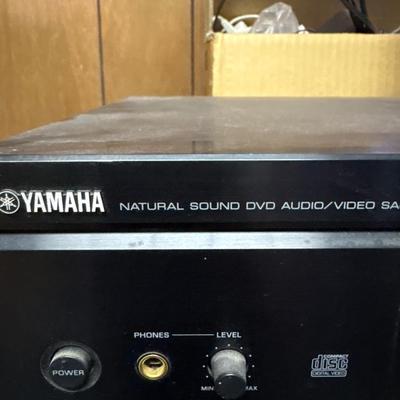 YAMAHA NATURAL SOUND DVD AUDIO/VIDEO SA
PHONES LEVEL
POWER
MIN MAX
COMPACT
disc
DIGITAL VIDEO